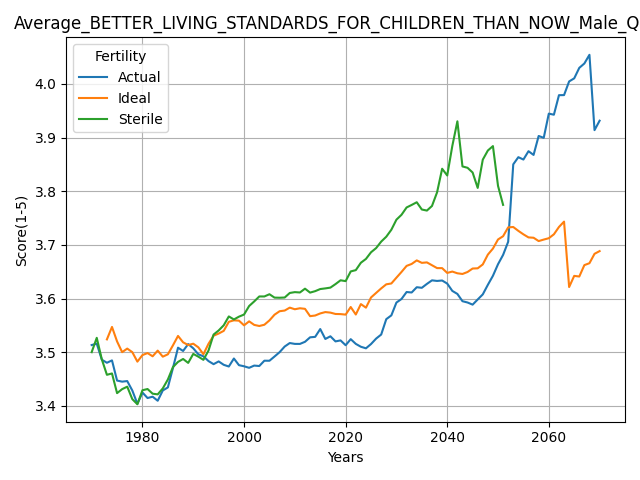 Average_BETTER_LIVING_STANDARDS_FOR_CHILDREN_THAN_NOW_Male_Q
Fertility
Actual
Ideal
Sterile
Score(1-5)
4.0
3.9
3.8
3.7
3.6
3.5
3.4
1980 2000 2020 2040 2060
Years